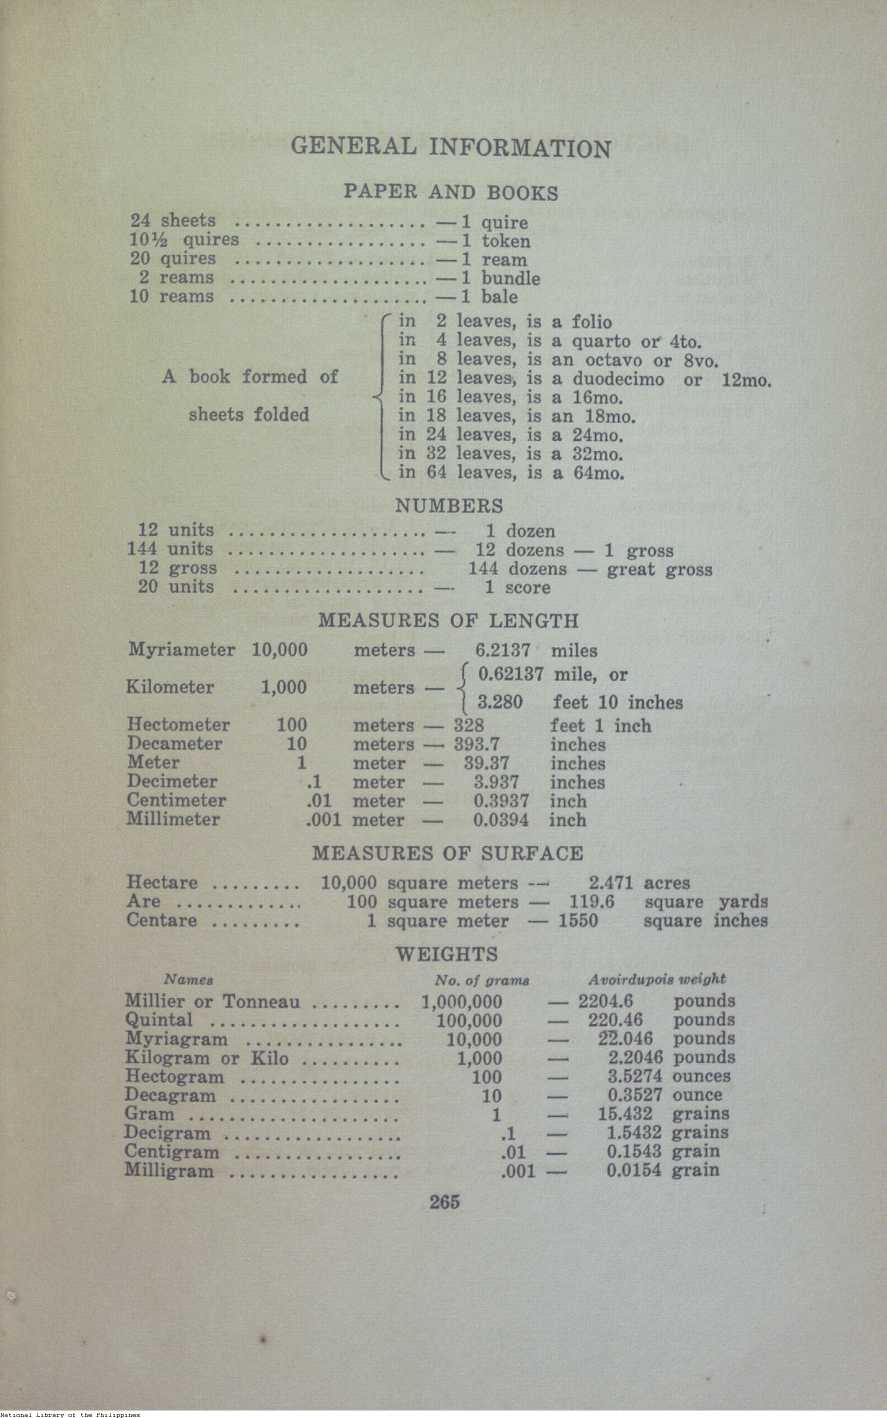 GENERAL INFORMATION
PAPER AND BOOKS
24 sheets ................... — 1 quire
10½ quires ................. — 1 token
20 quires ................... — 1 ream
2 reams .................... — 1 bundle
10 reams .................... — 1 bale
A book formed of
sheets folded
in 2 leaves, is a folio
in 4 leaves, is a quarto or 4to.
in 8 leaves, is an octavo or 8vo.
in 12 leaves, is a duodecimo or 12mo.
in 16 leaves, is a 16mo.
in 18 leaves, is an 18mo.
in 24 leaves, is a 24mo.
in 32 leaves, is a 32mo.
in 64 leaves, is a 64mo.
NUMBERS
12 units .................... — 1 dozen
144 units .................... — 12 dozens — 1 gross
12 gross ................... 144 dozens — great gross
20 units ................... — 1 score
MEASURES OF LENGTH
Myriameter 10,000 meters — 6.2137 miles
Kilometer 1,000 meters — { 0.62137 mile, or
3.280 feet 10 inches
Hectometer 100 meters — 328 feet 1 inch
Decameter 10 meters — 393.7 inches
Meter 1 meter — 39.37 inches
Decimeter .1 meter — 3.937 inches
Centimeter .01 meter — 0.3937 inch
Millimeter .001 meter — 0.0394 inch
MEASURES OF SURFACE
Hectare ......... 10,000 square meters — 2.471 acres
Are ............. 100 square meters — 119.6 square yards
Centare ......... 1 square meter — 1550 square inches
WEIGHTS
Names No. of grams Avoirdupois weight
Millier or Tonneau ......... 1,000,000 — 2204.6 pounds
Quintal ................... 100,000 — 220.46 pounds
Myriagram ................ 10,000 — 22.046 pounds
Kilogram or Kilo .......... 1,000 — 2.2046 pounds
Hectogram ................ 100 — 3.5274 ounces
Decagram ................. 10 — 0.3527 ounce
Gram ..................... 1 — 15.432 grains
Decigram .................. .1 — 1.5432 grains
Centigram ................. .01 — 0.1543 grain
Milligram ................. .001 — 0.0154 grain
265
National Library of the Philippines